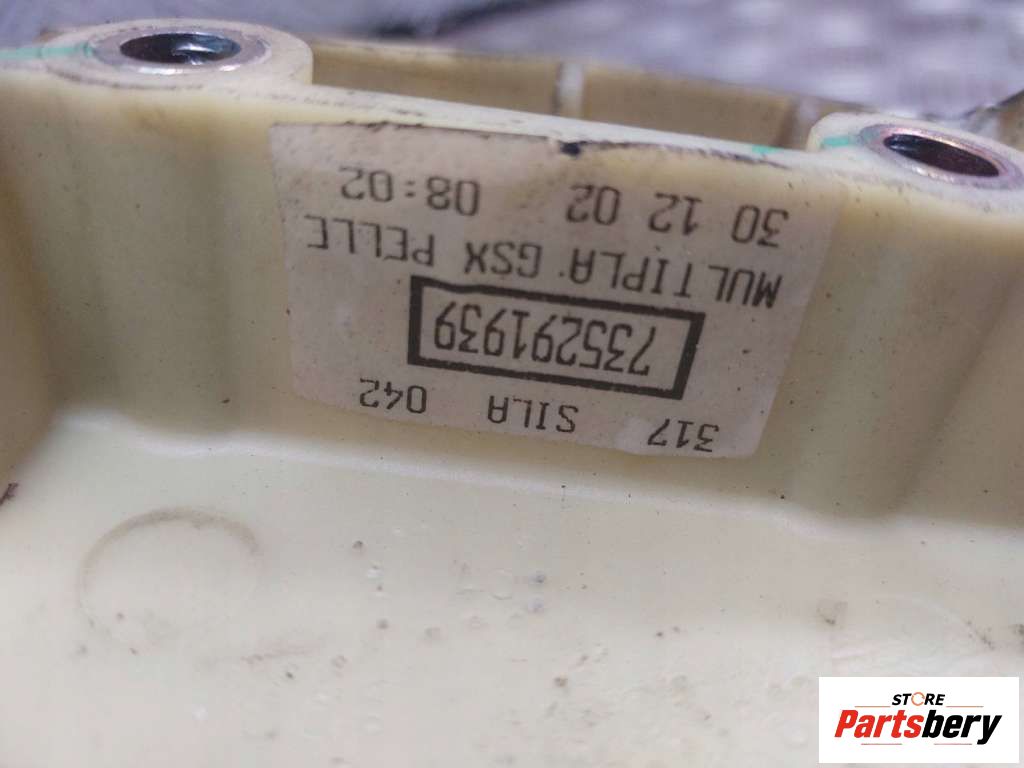 317 SILA 042
735291939
MULTIPLA GSX PELLE
30 12 02 08:02
STORE
Partsbery